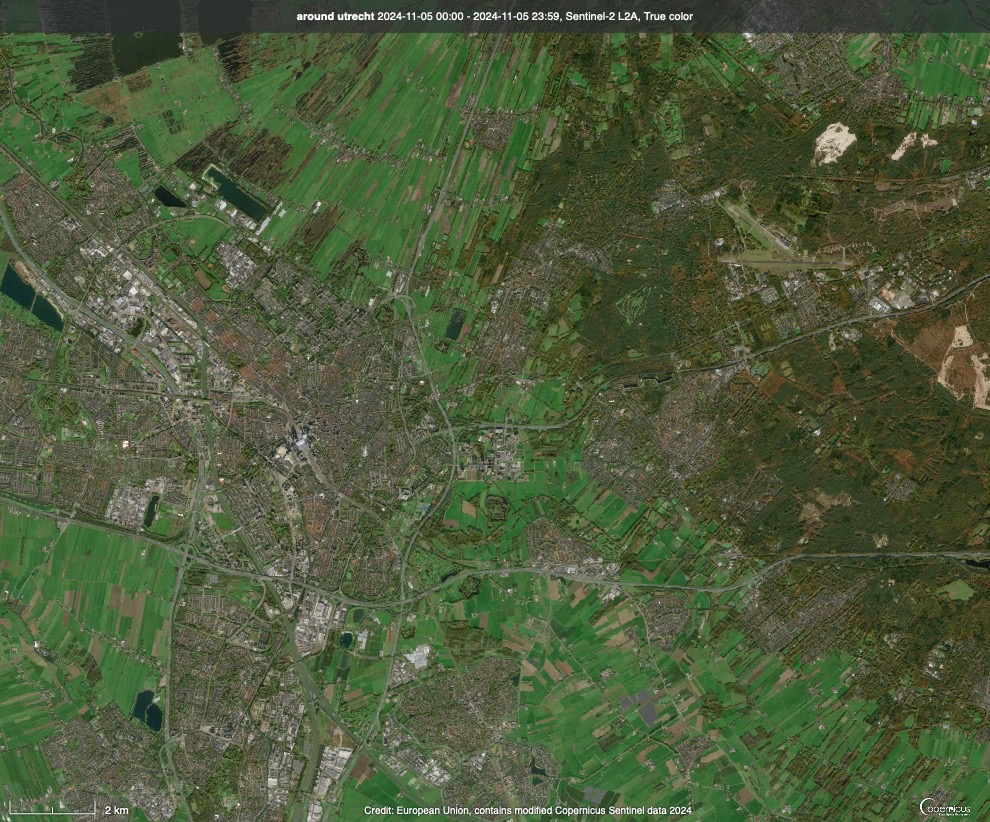 around utrecht 2024-11-05 00:00 - 2024-11-05 23:59, Sentinel-2 L2A, True color
2 km
Credit: European Union, contains modified Copernicus Sentinel data 2024
opernicus